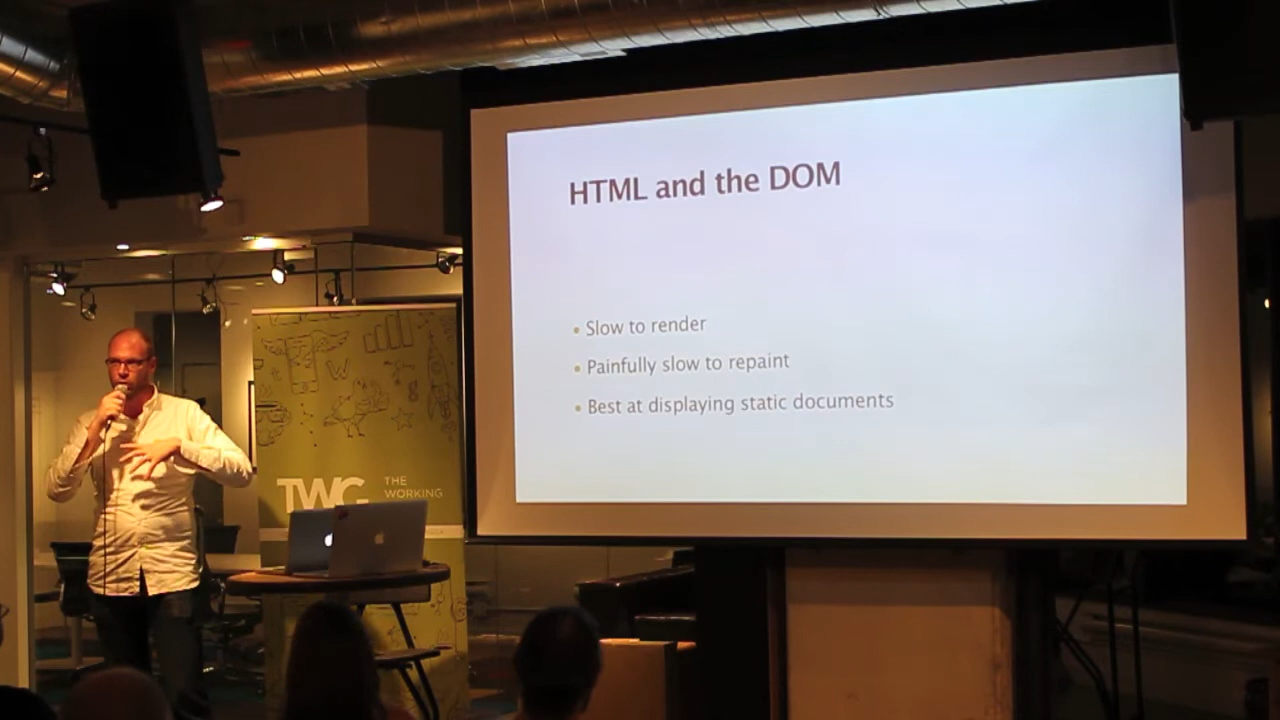 HTML and the DOM
• Slow to render
• Painfully slow to repaint
• Best at displaying static documents
W
TWG
THE
WORKING